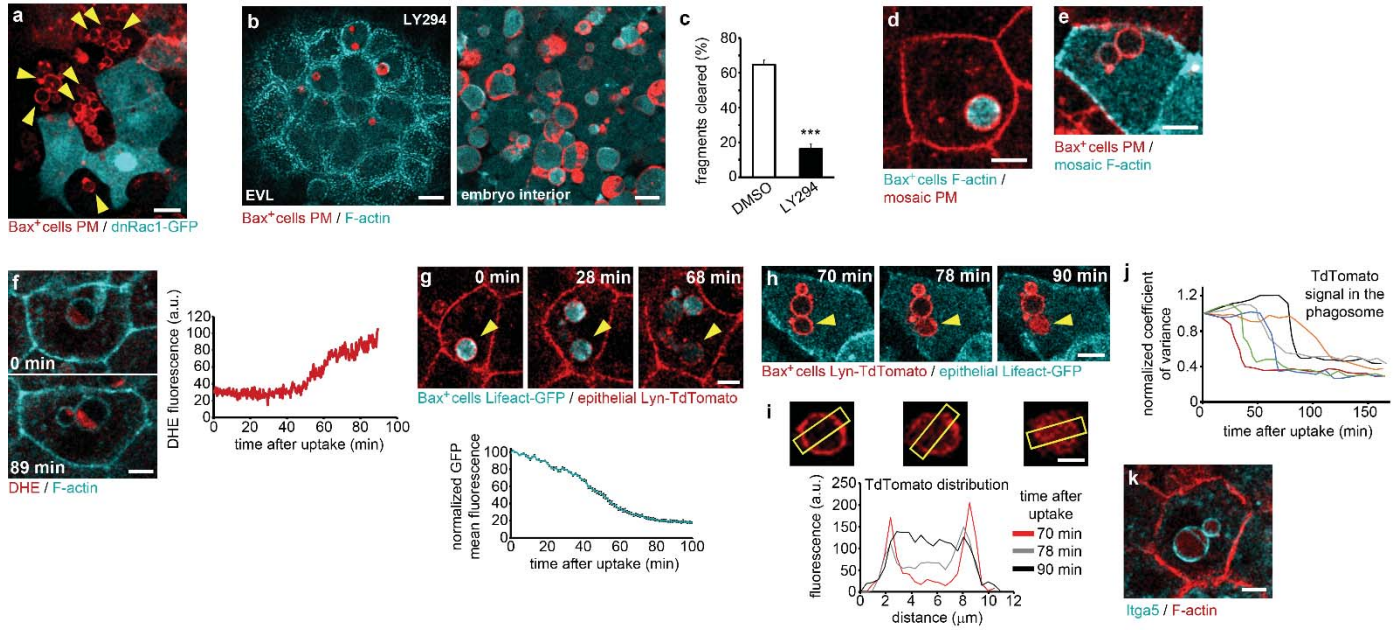 a
Bax+cells PM / dnRac1-GFP
b
LY294
EVL
embryo interior
Bax+cells PM / F-actin
c
fragments cleared (%)
80
60
40
20
0
***
DMSO
LY294
d
Bax+cells F-actin /
mosaic PM
e
Bax+cells PM /
mosaic F-actin
f
0 min
89 min
DHE / F-actin
DHE fluorescence (a.u.)
120
100
80
60
40
20
0
0 20 40 60 80 100
time after uptake (min)
g
0 min
28 min
68 min
Bax+cells Lifeact-GFP / epithelial Lyn-TdTomato
normalized GFP
mean fluorescence
100
80
60
40
20
0
0 20 40 60 80 100
time after uptake (min)
h
70 min
78 min
90 min
Bax+cells Lyn-TdTomato / epithelial Lifeact-GFP
i
TdTomato distribution
fluorescence (a.u.)
250
200
150
100
50
0
0 2 4 6 8 10 12
distance (μm)
time after
uptake
70 min
78 min
90 min
j
TdTomato
signal in the
phagosome
normalized coefficient
of variance
1.2
0.8
0.4
0
0 50 100 150
time after uptake (min)
k
Itga5 / F-actin